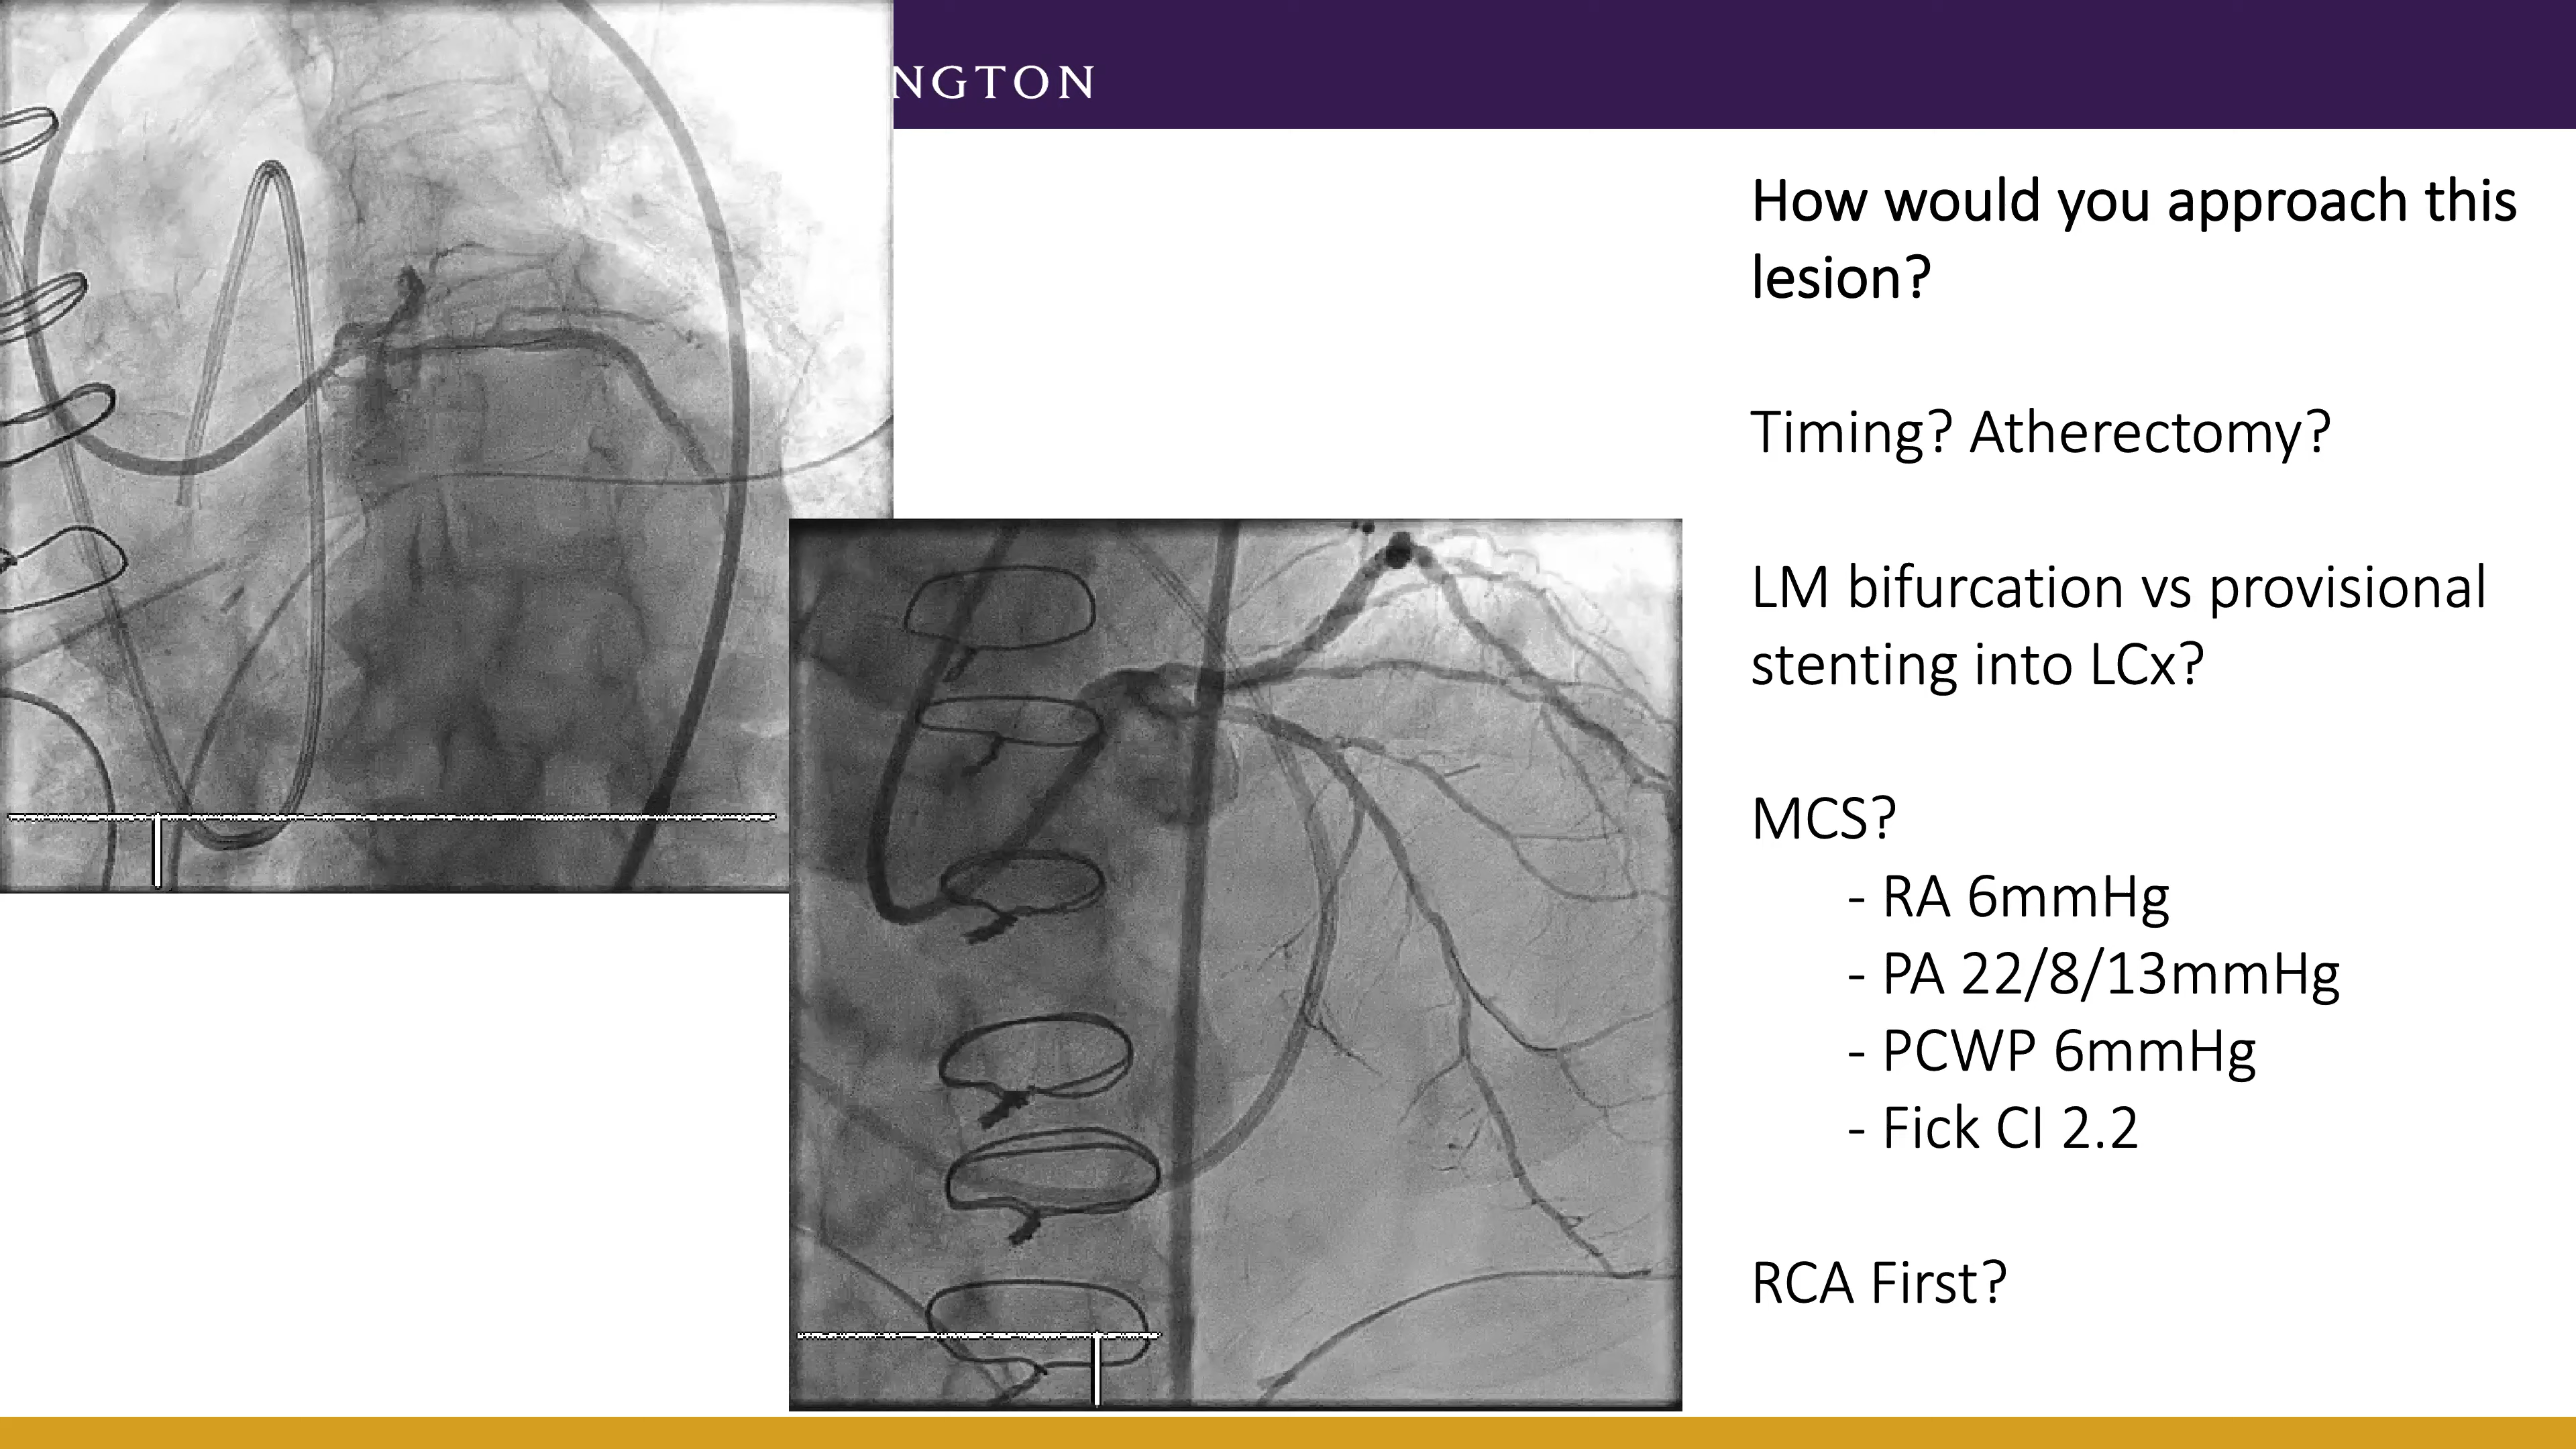 NGTON
How would you approach this
lesion?
Timing? Atherectomy?
LM bifurcation vs provisional
stenting into LCx?
MCS?
- RA 6mmHg
- PA 22/8/13mmHg
- PCWP 6mmHg
- Fick CI 2.2
RCA First?